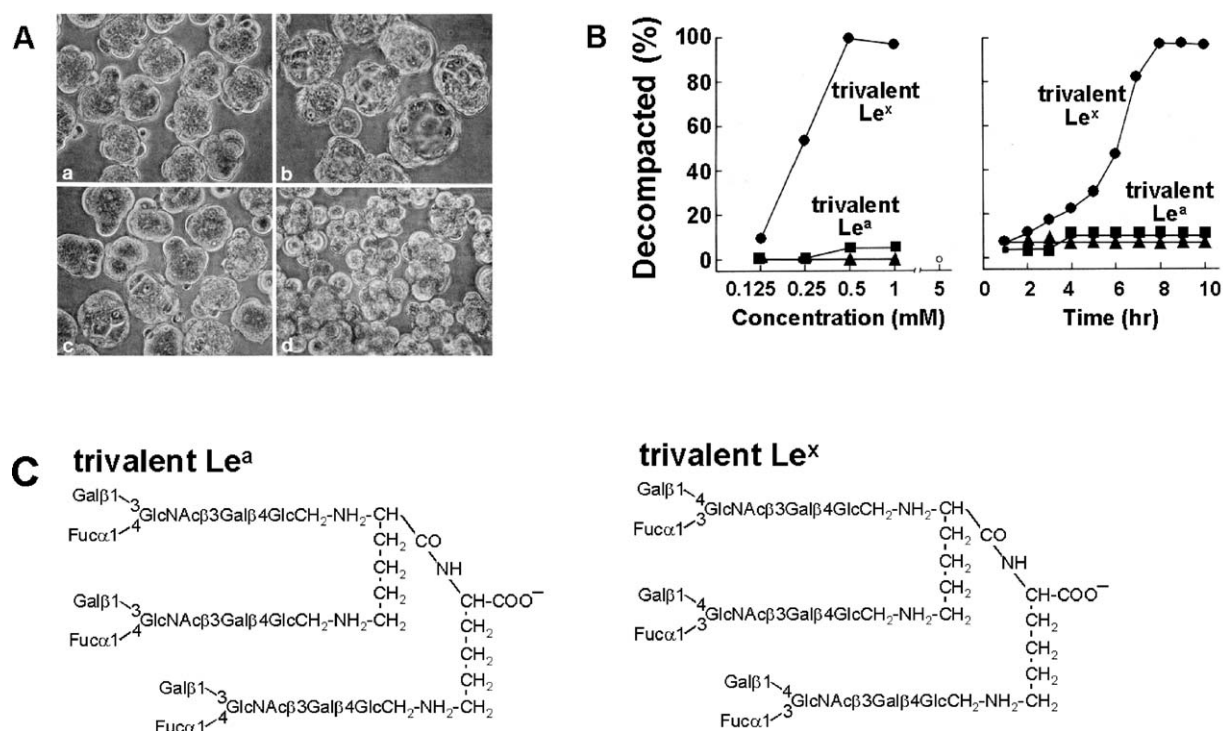 A
a
b
c
d
B
Decompacted (%)
100
80
60
40
20
0
trivalent
Leˣ
trivalent
Leᵃ
0.125 0.25 0.5 1 5
Concentration (mM)
trivalent
Leˣ
trivalent
Leᵃ
0 2 4 6 8 10
Time (hr)
C
trivalent Leᵃ
Galβ1
3
GlcNAcβ3Galβ4GlcCH₂-NH₂-CH
Fucα1
4
CH₂
CO
CH₂
NH
CH₂
CH-COO⁻
Galβ1
3
GlcNAcβ3Galβ4GlcCH₂-NH₂-CH₂
Fucα1
4
CH₂
CH₂
CH₂
Galβ1
3
GlcNAcβ3Galβ4GlcCH₂-NH₂-CH₂
Fucα1
4
trivalent Leˣ
Galβ1
4
GlcNAcβ3Galβ4GlcCH₂-NH₂-CH
Fucα1
3
CH₂
CO
CH₂
NH
CH₂
CH-COO⁻
Galβ1
4
GlcNAcβ3Galβ4GlcCH₂-NH₂-CH₂
Fucα1
3
CH₂
CH₂
CH₂
Galβ1
4
GlcNAcβ3Galβ4GlcCH₂-NH₂-CH₂
Fucα1
3